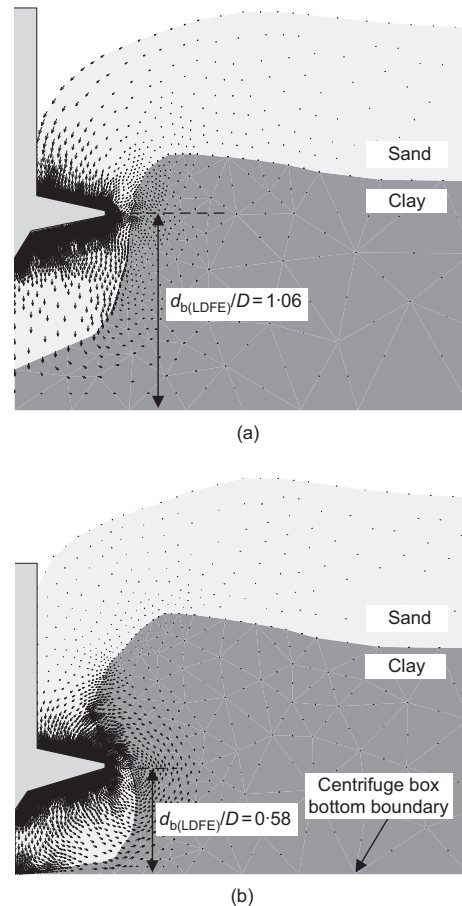 Sand
Clay
d_b(LDFE)/D = 1·06
(a)
Sand
Clay
Centrifuge box
bottom boundary
d_b(LDFE)/D = 0·58
(b)